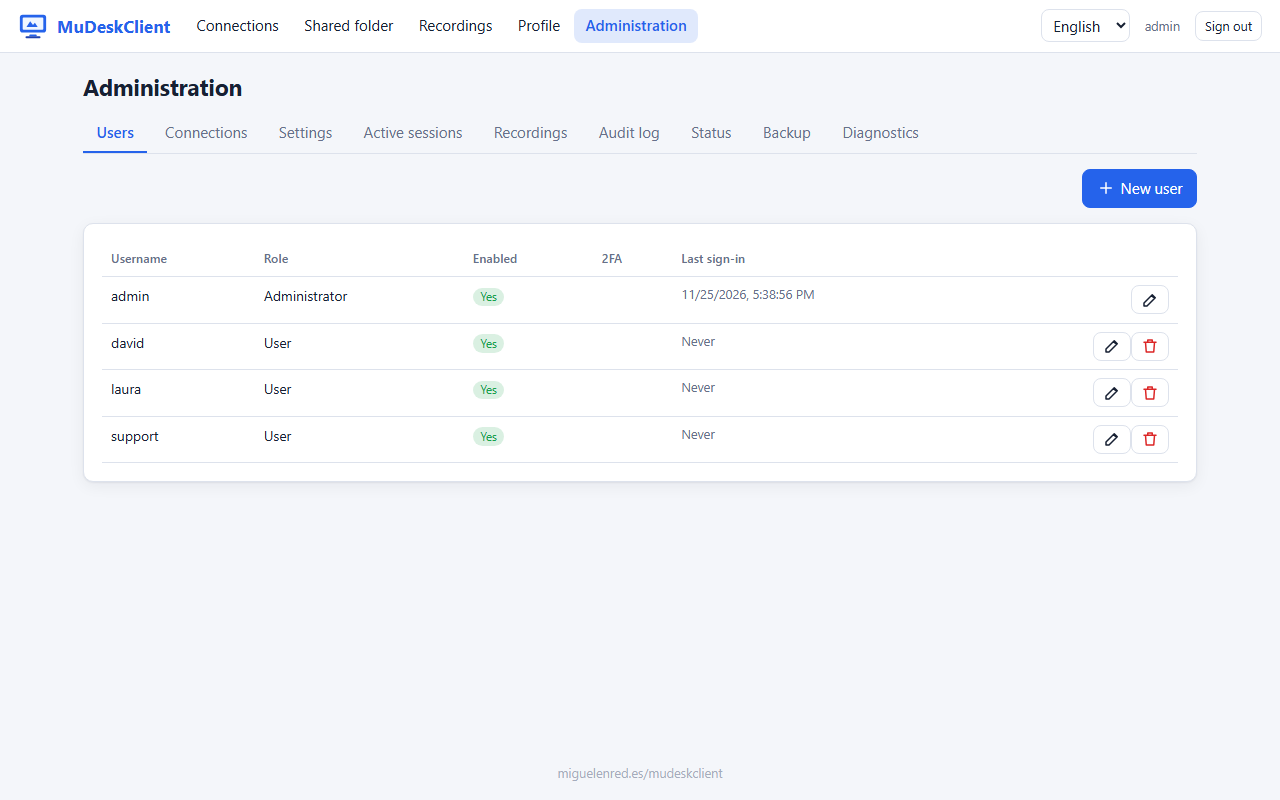 MuDeskClient Connections Shared folder Recordings Profile Administration English admin Sign out
Administration
Users Connections Settings Active sessions Recordings Audit log Status Backup Diagnostics
New user
Username Role Enabled 2FA Last sign-in
admin Administrator Yes 11/25/2026, 5:38:56 PM
david User Yes Never
laura User Yes Never
support User Yes Never
miguelenred.es/mudeskclient